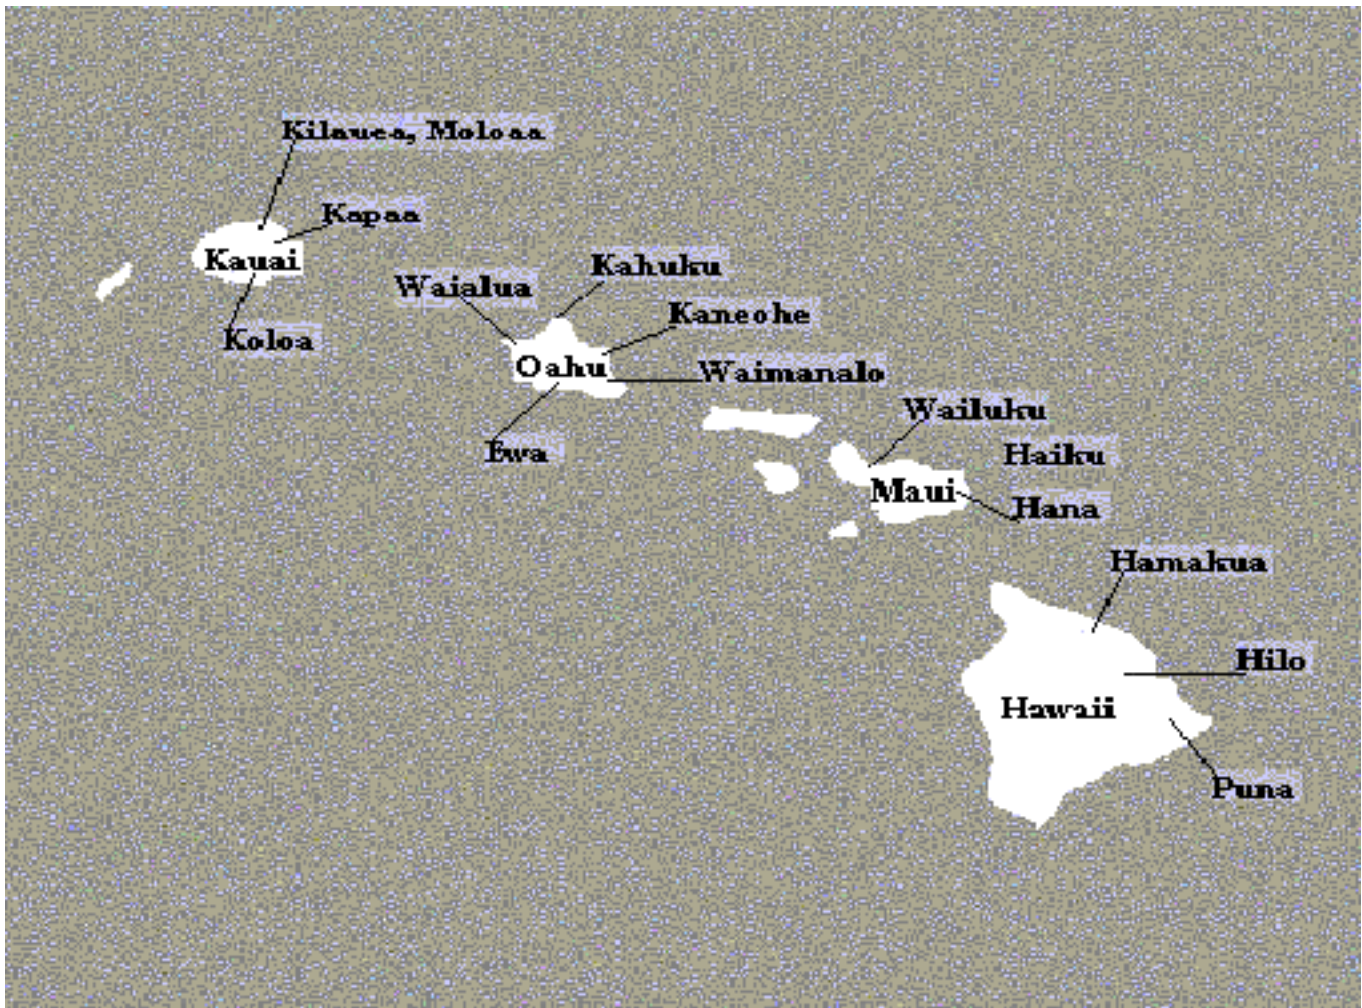 Kilauea, Moloaa
Kapaa
Kauai
Koloa
Kahuku
Waialua
Kaneohe
Oahu
Waimanalo
Ewa
Wailuku
Haiku
Maui
Hana
Hamakua
Hilo
Hawaii
Puna